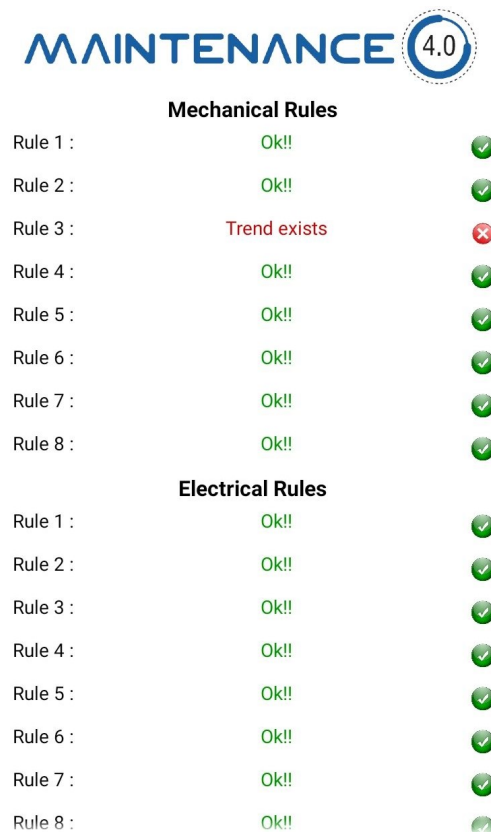 MAINTENANCE 4.0
Mechanical Rules
Rule 1 : Ok!!
Rule 2 : Ok!!
Rule 3 : Trend exists
Rule 4 : Ok!!
Rule 5 : Ok!!
Rule 6 : Ok!!
Rule 7 : Ok!!
Rule 8 : Ok!!
Electrical Rules
Rule 1 : Ok!!
Rule 2 : Ok!!
Rule 3 : Ok!!
Rule 4 : Ok!!
Rule 5 : Ok!!
Rule 6 : Ok!!
Rule 7 : Ok!!
Rule 8 : Ok!!